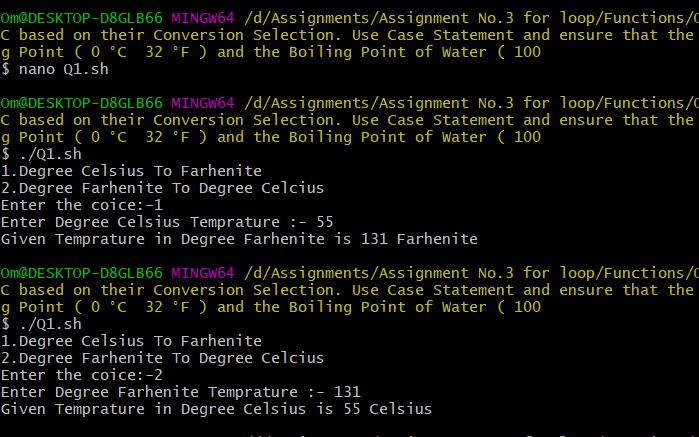 Om@DESKTOP-D8GLB66 MINGW64 /d/Assignments/Assignment No.3 for loop/Functions/
C based on their Conversion Selection. Use Case Statement and ensure that the
g Point ( 0 °C  32 °F ) and the Boiling Point of Water ( 100
$ nano Q1.sh
Om@DESKTOP-D8GLB66 MINGW64 /d/Assignments/Assignment No.3 for loop/Functions/
C based on their Conversion Selection. Use Case Statement and ensure that the
g Point ( 0 °C  32 °F ) and the Boiling Point of Water ( 100
$ ./Q1.sh
1.Degree Celsius To Farhenite
2.Degree Farhenite To Degree Celcius
Enter the coice:-1
Enter Degree Celsius Temprature :- 55
Given Temprature in Degree Farhenite is 131 Farhenite
Om@DESKTOP-D8GLB66 MINGW64 /d/Assignments/Assignment No.3 for loop/Functions/
C based on their Conversion Selection. Use Case Statement and ensure that the
g Point ( 0 °C  32 °F ) and the Boiling Point of Water ( 100
$ ./Q1.sh
1.Degree Celsius To Farhenite
2.Degree Farhenite To Degree Celcius
Enter the coice:-2
Enter Degree Farhenite Temprature :- 131
Given Temprature in Degree Celsius is 55 Celsius